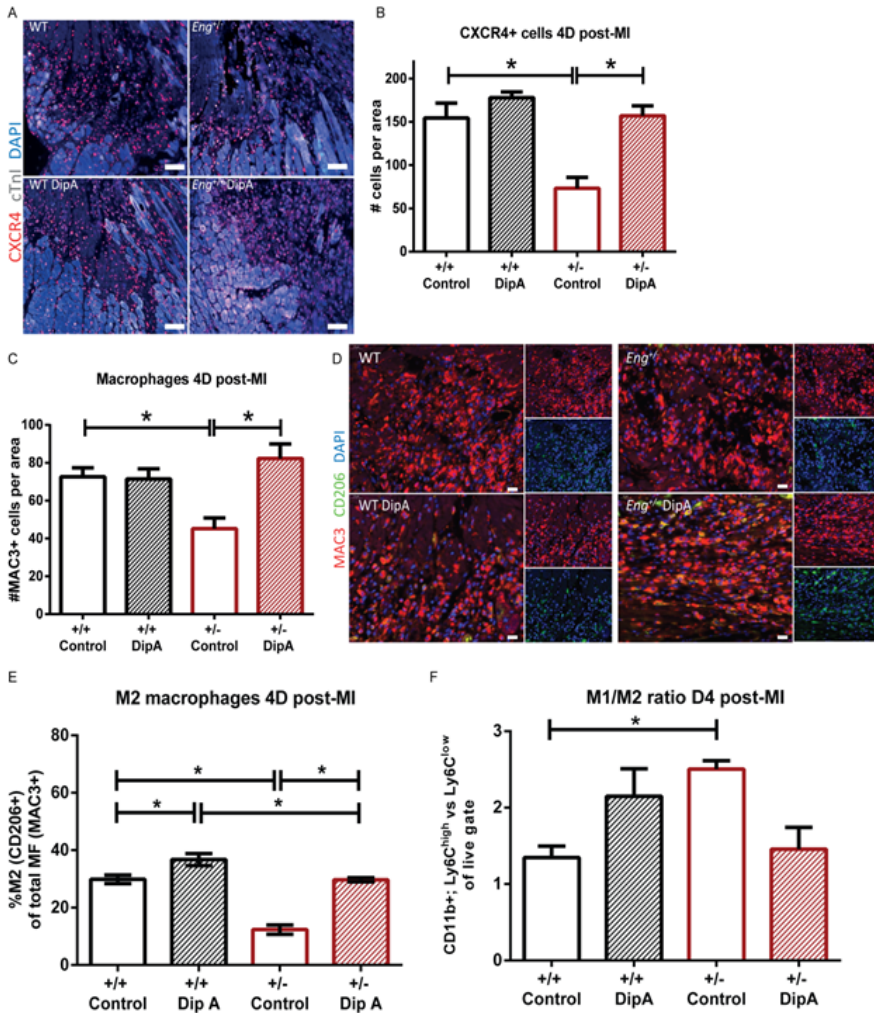 A
WT
Eng+/-
WT DipA
Eng+/- DipA
CXCR4 cTnI DAPI
B
CXCR4+ cells 4D post-MI
# cells per area
200
150
100
50
0
*
*
+/+
Control
+/+
DipA
+/-
Control
+/-
DipA
C
Macrophages 4D post-MI
#MAC3+ cells per area
100
80
60
40
20
0
*
*
+/+
Control
+/+
DipA
+/-
Control
+/-
DipA
D
WT
Eng+/-
WT DipA
Eng+/- DipA
MAC3 CD206 DAPI
E
M2 macrophages 4D post-MI
%M2 (CD206+)
of total MF (MAC3+)
80
60
40
20
0
*
*
*
*
+/+
Control
+/+
Dip A
+/-
Control
+/-
Dip A
F
M1/M2 ratio D4 post-MI
CD11b+; Ly6Chigh vs Ly6Clow
of live gate
3
2
1
0
*
+/+
Control
+/+
DipA
+/-
Control
+/-
DipA